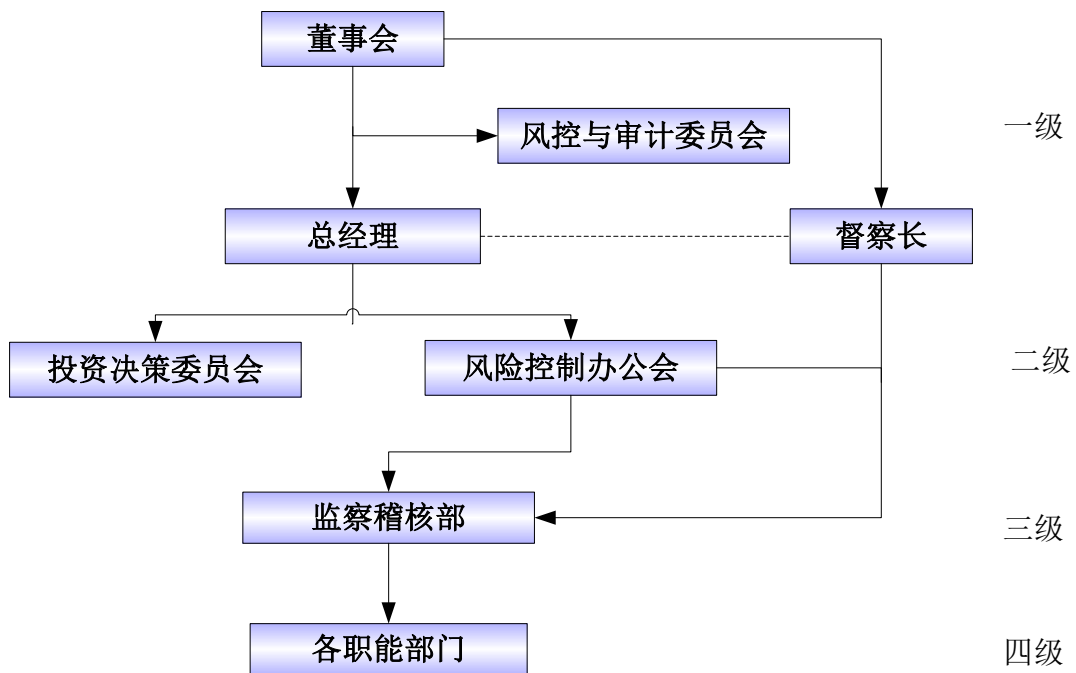 董事会
风控与审计委员会
一级
总经理
督察长
投资决策委员会
风险控制办公会
二级
监察稽核部
三级
各职能部门
四级